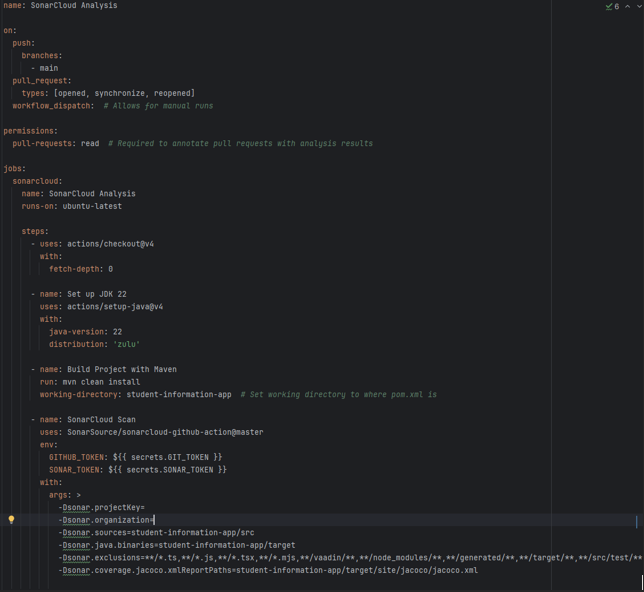 name: SonarCloud Analysis
6
on:
push:
branches:
- main
pull_request:
types: [opened, synchronize, reopened]
workflow_dispatch:  # Allows for manual runs
permissions:
pull-requests: read  # Required to annotate pull requests with analysis results
jobs:
sonarcloud:
name: SonarCloud Analysis
runs-on: ubuntu-latest
steps:
- uses: actions/checkout@v4
with:
fetch-depth: 0
- name: Set up JDK 22
uses: actions/setup-java@v4
with:
java-version: 22
distribution: 'zulu'
- name: Build Project with Maven
run: mvn clean install
working-directory: student-information-app  # Set working directory to where pom.xml is
- name: SonarCloud Scan
uses: SonarSource/sonarcloud-github-action@master
env:
GITHUB_TOKEN: ${{ secrets.GIT_TOKEN }}
SONAR_TOKEN: ${{ secrets.SONAR_TOKEN }}
with:
args: >
-Dsonar.projectKey=
-Dsonar.organization=
-Dsonar.sources=student-information-app/src
-Dsonar.java.binaries=student-information-app/target
-Dsonar.exclusions=**/*.ts,**/*.js,**/*.tsx,**/*.mjs,**/vaadin/**,**/node_modules/**,**/generated/**,**/target/**,**/src/test/**
-Dsonar.coverage.jacoco.xmlReportPaths=student-information-app/target/site/jacoco/jacoco.xml